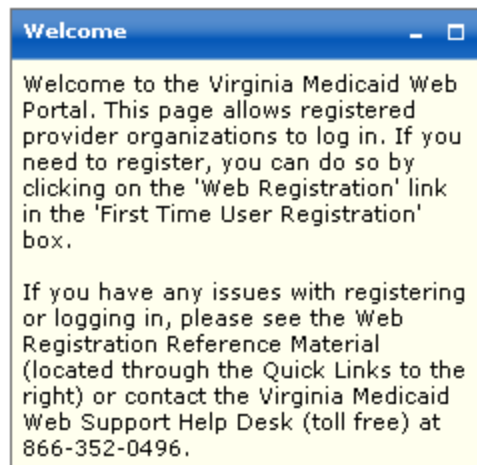 Welcome
Welcome to the Virginia Medicaid Web
Portal. This page allows registered
provider organizations to log in. If you
need to register, you can do so by
clicking on the 'Web Registration' link
in the 'First Time User Registration'
box.
If you have any issues with registering
or logging in, please see the Web
Registration Reference Material
(located through the Quick Links to the
right) or contact the Virginia Medicaid
Web Support Help Desk (toll free) at
866-352-0496.